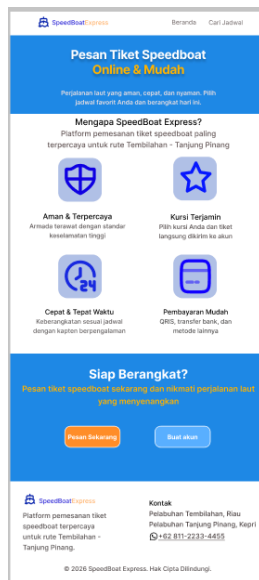 SpeedBoatExpress
Beranda Cari Jadwal
Pesan Tiket Speedboat
Online & Mudah
Perjalanan laut yang aman, cepat, dan nyaman. Pilih
jadwal favorit Anda dan berangkat hari ini.
Mengapa SpeedBoat Express?
Platform pemesanan tiket speedboat paling
terpercaya untuk rute Tembilahan - Tanjung Pinang
Aman & Terpercaya
Armada terawat dengan standar
keselamatan tinggi
Kursi Terjamin
Pilih kursi Anda dan tiket
langsung dikirim ke akun
24
Cepat & Tepat Waktu
Keberangkatan sesuai jadwal
dengan kapten berpengalaman
Pembayaran Mudah
QRIS, transfer bank, dan
metode lainnya
Siap Berangkat?
Pesan tiket speedboat sekarang dan nikmati perjalanan laut
yang menyenangkan
Pesan Sekarang
Buat akun
SpeedBoatExpress
Platform pemesanan tiket
speedboat terpercaya
untuk rute Tembilahan -
Tanjung Pinang.
Kontak
Pelabuhan Tembilahan, Riau
Pelabuhan Tanjung Pinang, Kepri
+62 811-2233-4455
© 2026 SpeedBoat Express. Hak Cipta Dilindungi.